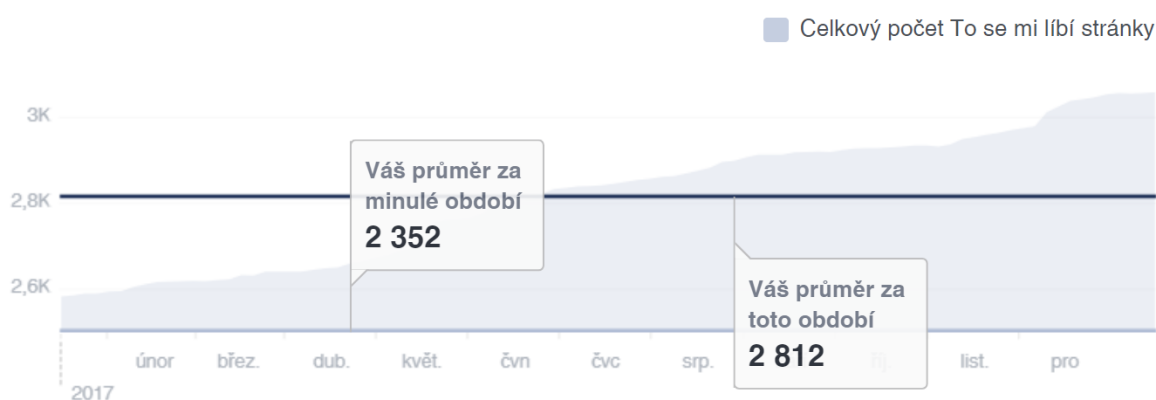 Celkový počet To se mi líbí stránky
3K
2,8K
2,6K
Váš průměr za
minulé období
2 352
Váš průměr za
toto období
2 812
únor břez. dub. květ. čvn čvc srp. říj. list. pro
2017